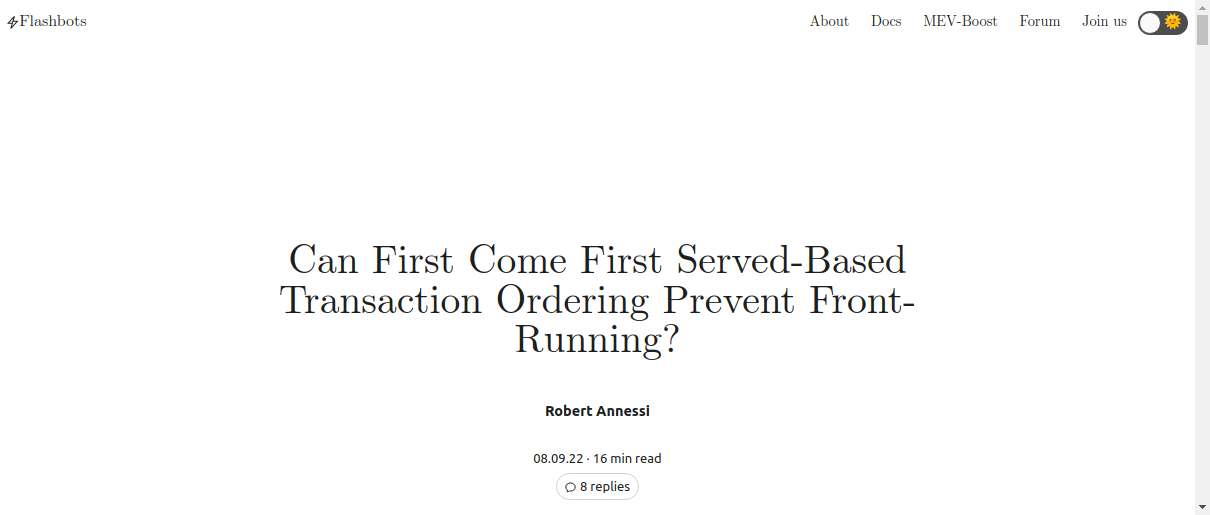 Flashbots
About Docs MEV-Boost Forum Join us
Can First Come First Served-Based
Transaction Ordering Prevent Front-
Running?
Robert Annessi
08.09.22 · 16 min read
8 replies